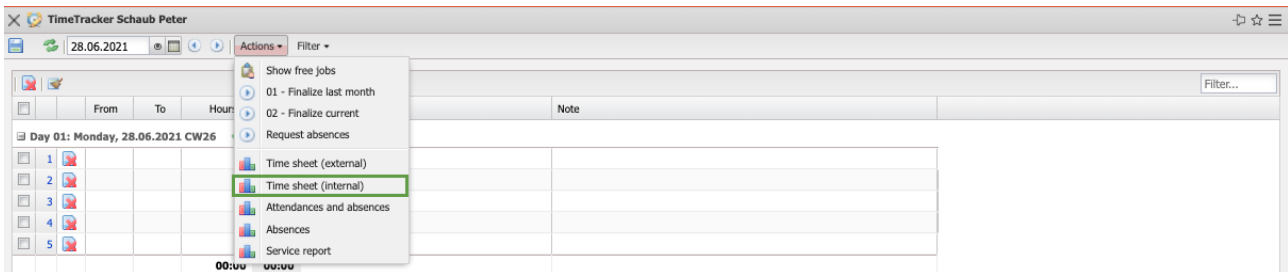 TimeTracker Schaub Peter
28.06.2021 Actions Filter
Show free jobs
01 - Finalize last month
02 - Finalize current
Request absences
Time sheet (external)
Time sheet (internal)
Attendances and absences
Absences
Service report
Filter...
From To Hours Note
Day 01: Monday, 28.06.2021 CW26
1
2
3
4
5
00:00 00:00